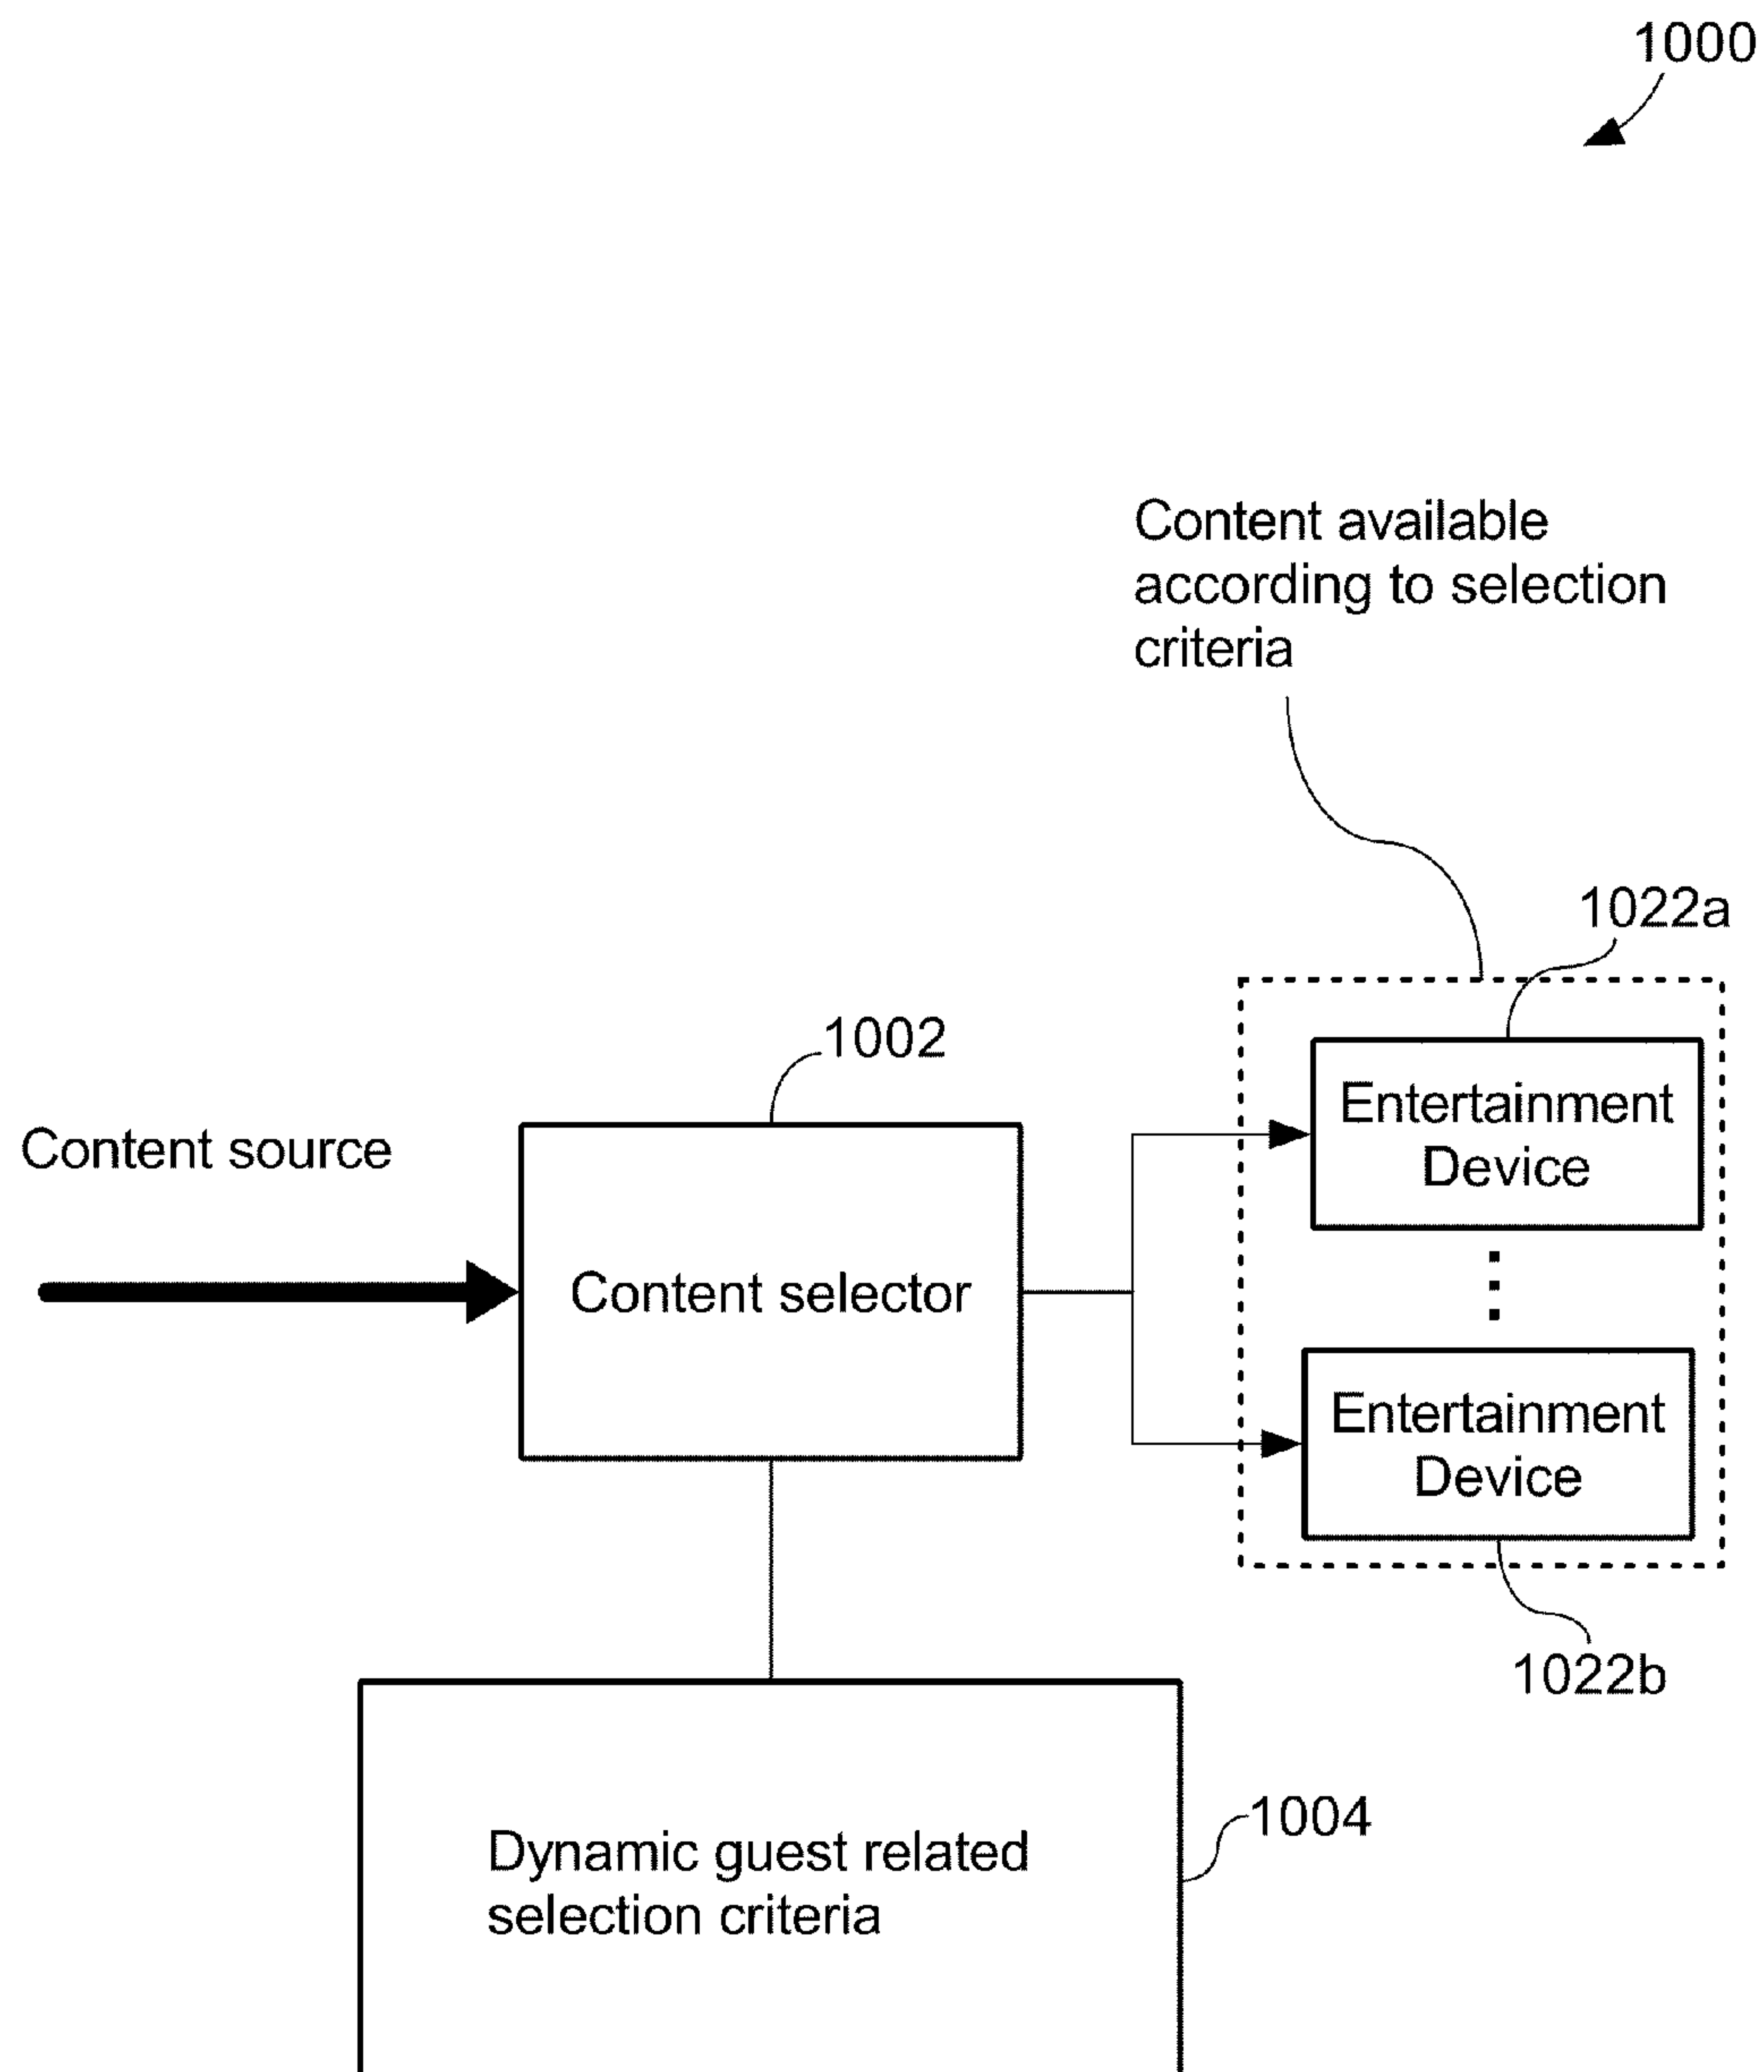 1000
Content available
according to selection
criteria
1022a
1002
Entertainment
Device
Content source
Content selector
Entertainment
Device
1022b
1004
Dynamic guest related
selection criteria